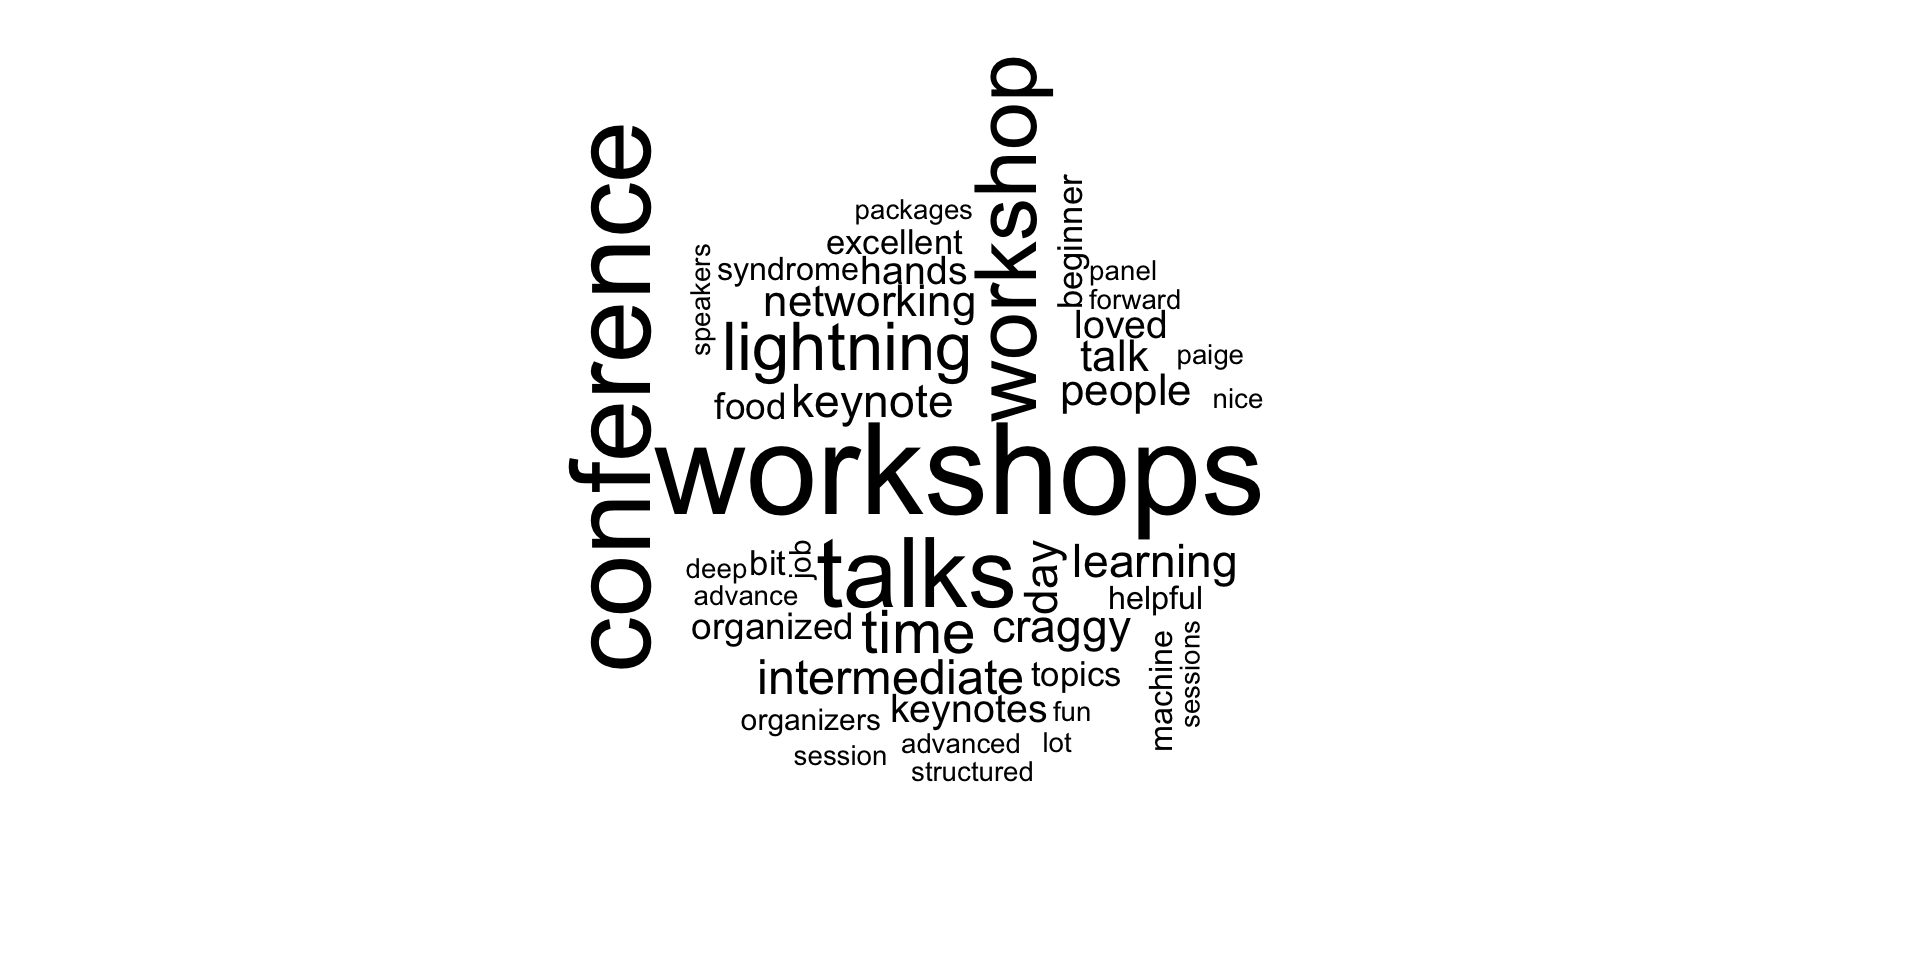 workshop
conference
beginner
packages
excellent
speakers
syndrome
hands
panel
networking
forward
loved
lightning
talk
paige
people
nice
food
keynote
workshops
talks
job
day
learning
deep
bit
advance
helpful
organized
time
craggy
sessions
machine
intermediate
topics
keynotes
fun
organizers
advanced
lot
session
structured